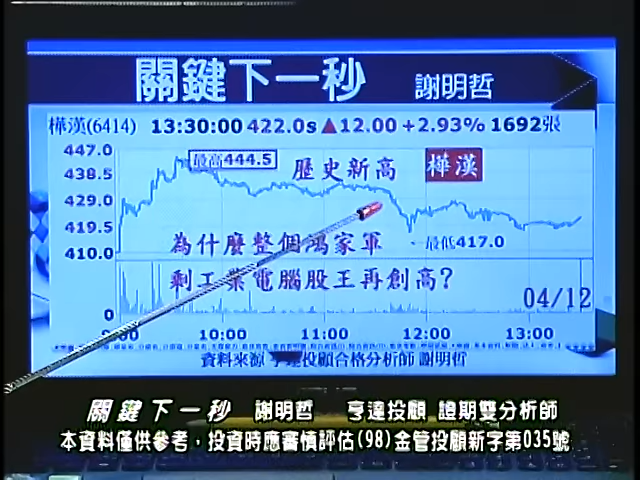 關鍵下一秒 謝明哲
樺漢(6414) 13:30:00 422.0s ▲12.00 +2.93% 1692張
447.0
438.5
429.0
419.5
410.0
0
最高444.5
歷史新高 樺漢
為什麼整個鴻家軍 最低417.0
剩工業電腦股王再創高?
04/12
10:00 11:00 12:00 13:00
資料來源 亨達投顧合格分析師 謝明哲
關鍵下一秒 謝明哲 亨達投顧 證期雙分析師
本資料僅供參考,投資時應審慎評估(98)金管投顧新字第035號